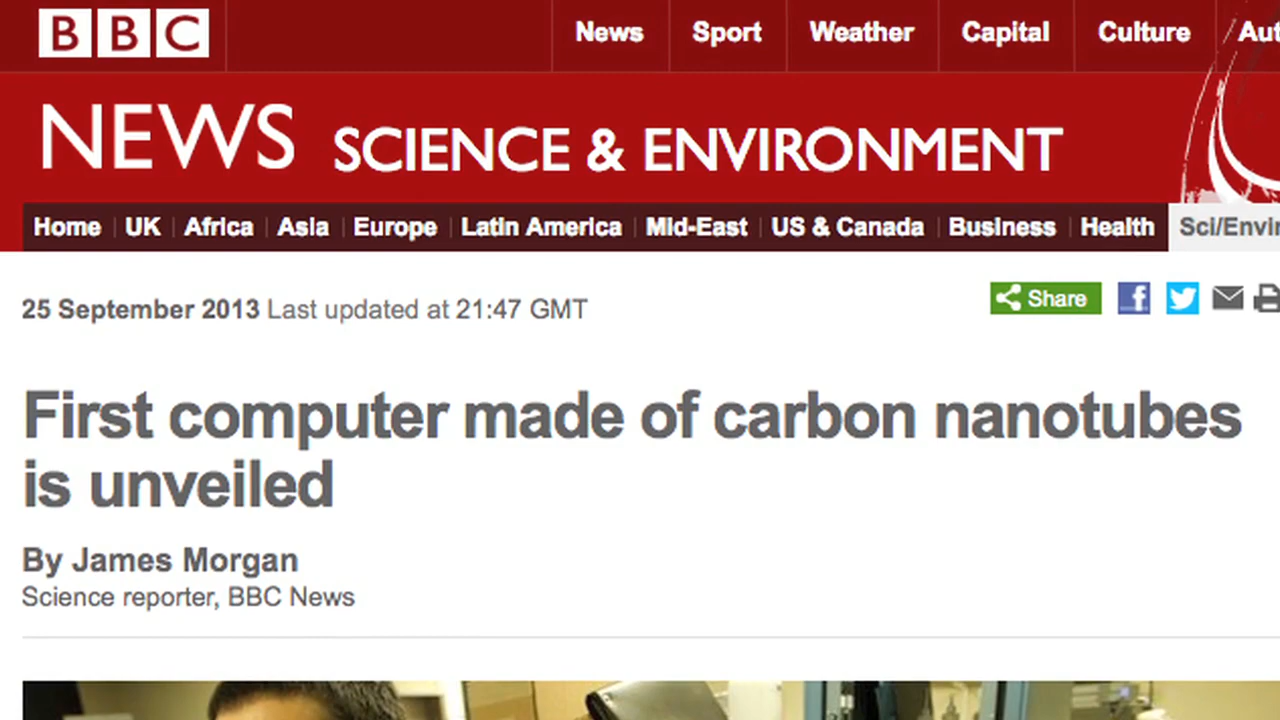 BBC
News Sport Weather Capital Culture
NEWS SCIENCE & ENVIRONMENT
Home UK Africa Asia Europe Latin America Mid-East US & Canada Business Health
25 September 2013 Last updated at 21:47 GMT
Share
First computer made of carbon nanotubes
is unveiled
By James Morgan
Science reporter, BBC News